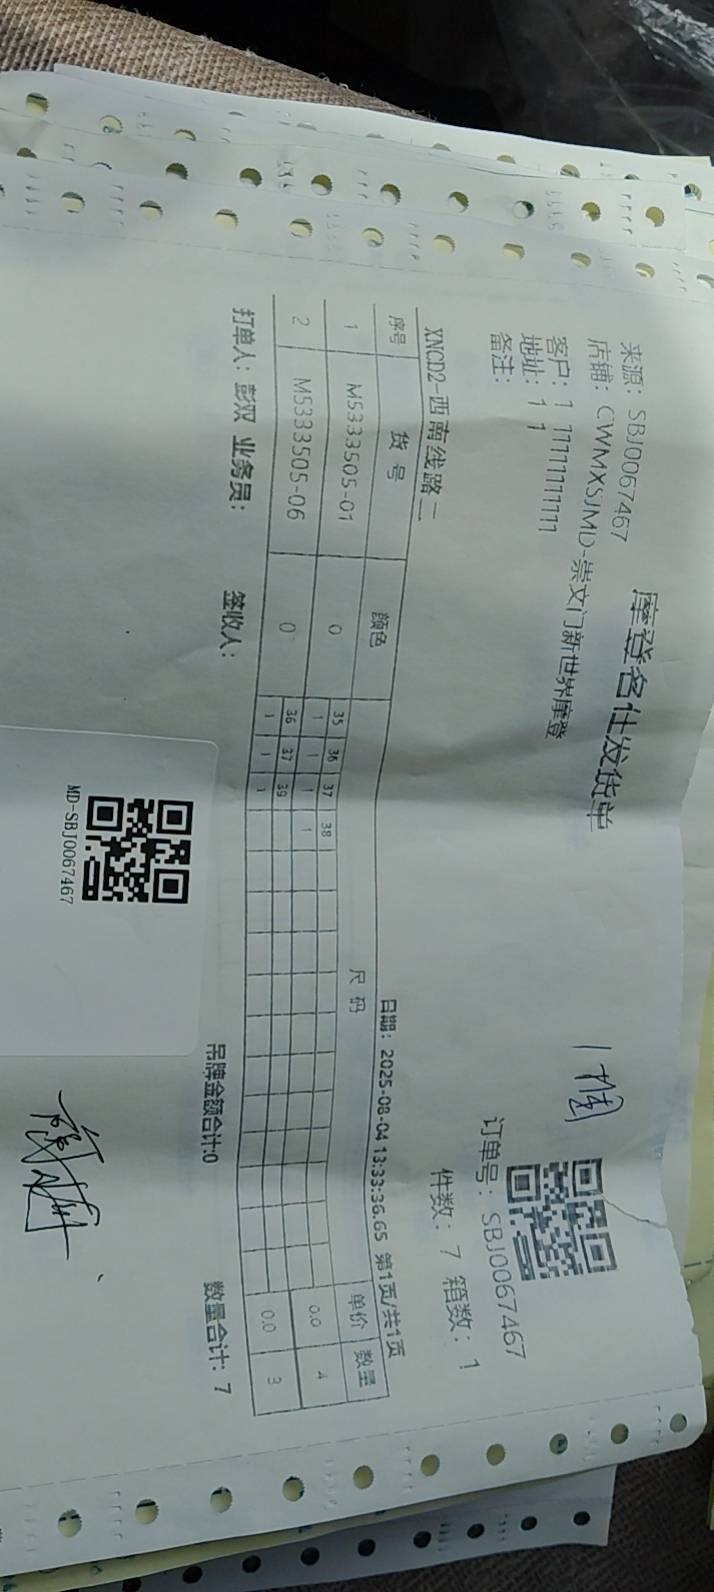 摩登名仕发货单
1箱
来源: SBJ0067467
店铺: CWMXSJMD-崇文门新世界摩登
订单号: SBJ0067467
客户: 1 11111111111
地址: 1 1
件数: 7 箱数: 1
备注:
XNCD2-西南线路二
日期: 2025-08-04 13:33:36.65 第1页/共1页
序号 货号 颜色 尺码 单价 数量
1 M5333505-01 0 35 36 37 38 0.0 4
1 1 1 1
2 M5333505-06 0 36 37 39 0.0 3
1 1 1
打单人: 彭双 业务员: 签收人: 吊牌金额合计:0 数量合计: 7
MD-SBJ0067467